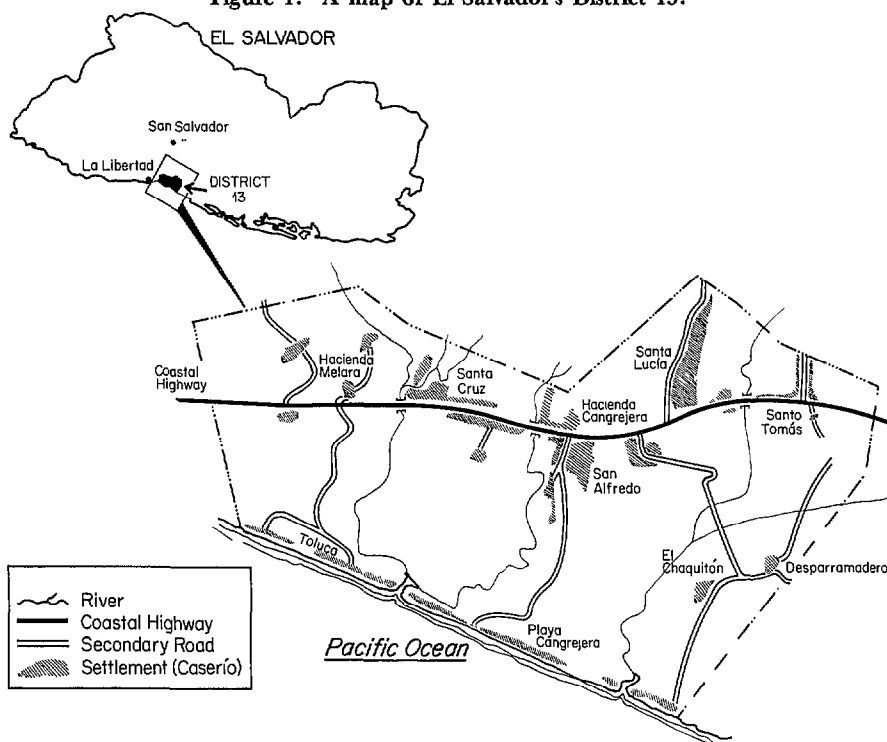 Figure 1. A map of El Salvador's District 13.
EL SALVADOR
San Salvador
La Libertad
DISTRICT
13
Coastal
Highway
Hacienda
Melara
Santa
Cruz
Santa
Lucía
Hacienda
Cangrejera
Santo
Tomás
San
Alfredo
Toluca
El
Chaquitón
Desparramadero
Playa
Cangrejera
Pacific Ocean
River
Coastal Highway
Secondary Road
Settlement (Caserío)